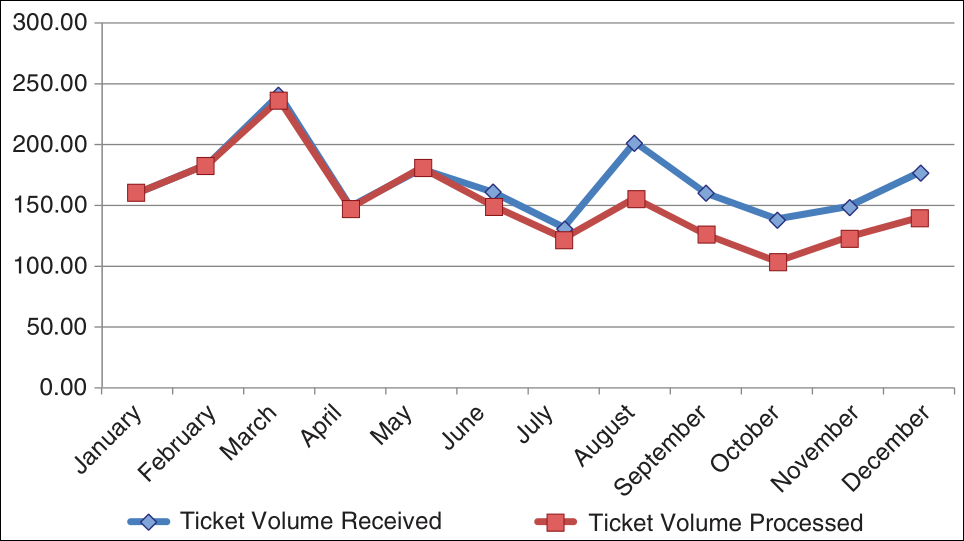 300.00
250.00
200.00
150.00
100.00
50.00
0.00
January
February
March
April
May
June
July
August
September
October
November
December
Ticket Volume Received
Ticket Volume Processed